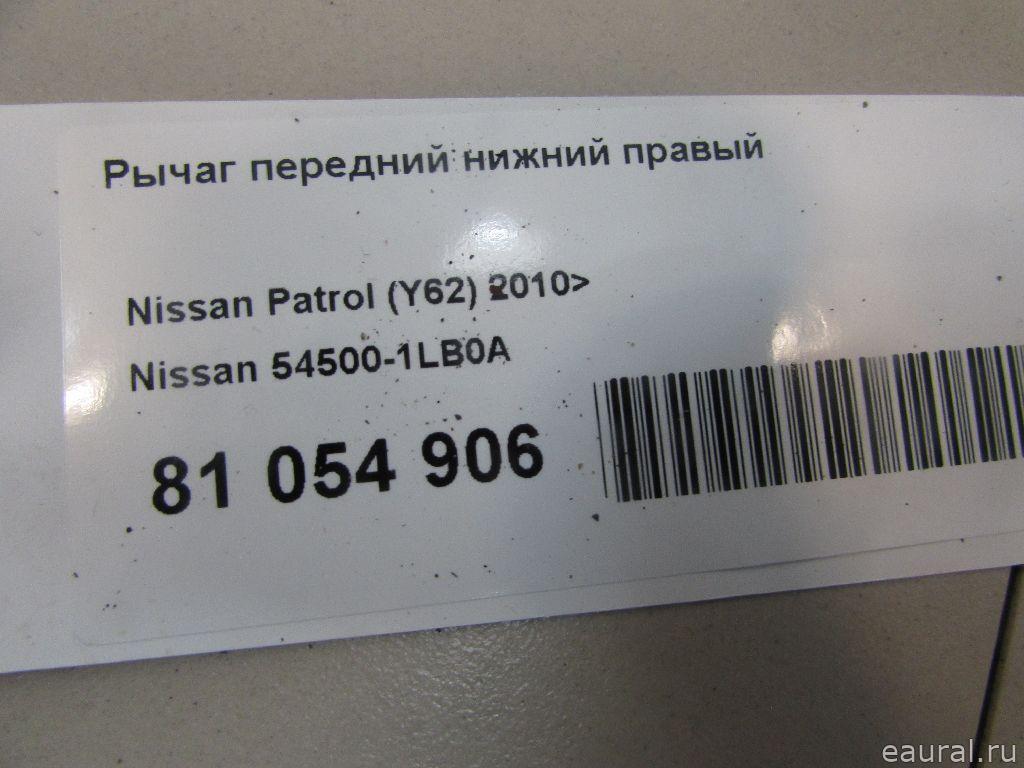 Рычаг передний нижний правый
Nissan Patrol (Y62) 2010>
Nissan 54500-1LB0A
81 054 906
eaural.ru